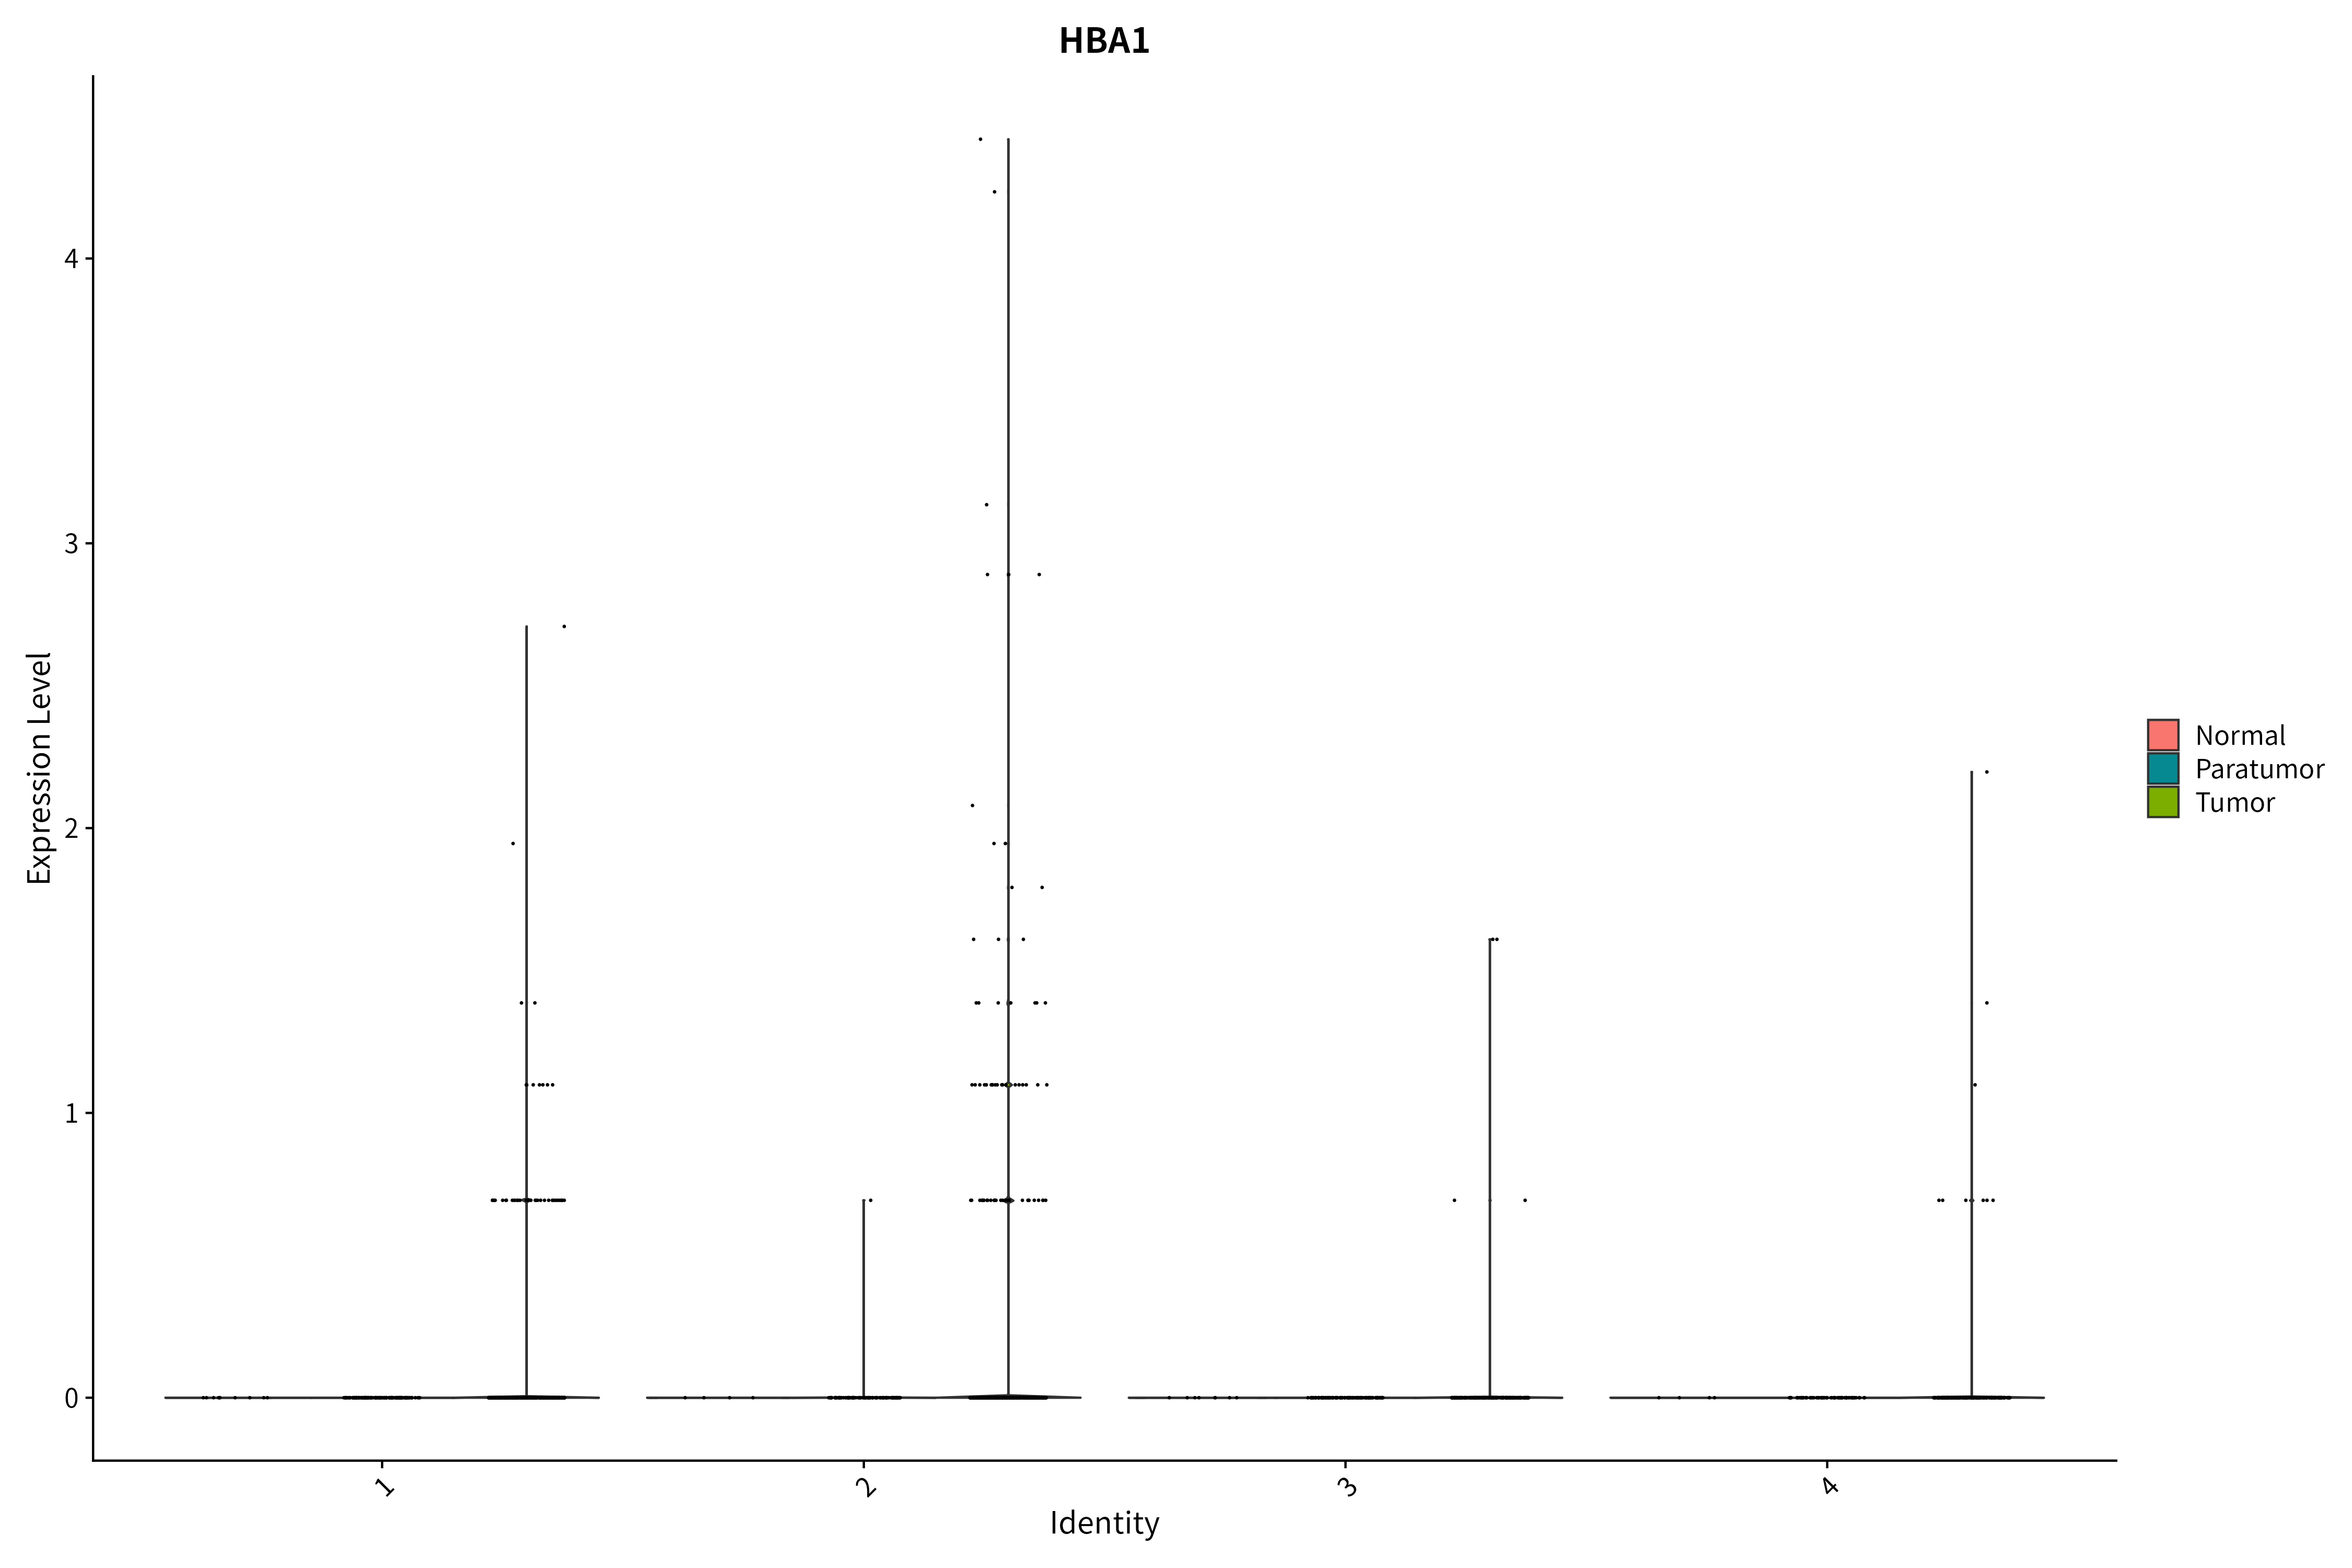 HBA1
Expression Level
4
3
2
1
0
1
2
3
4
Identity
Normal
Paratumor
Tumor